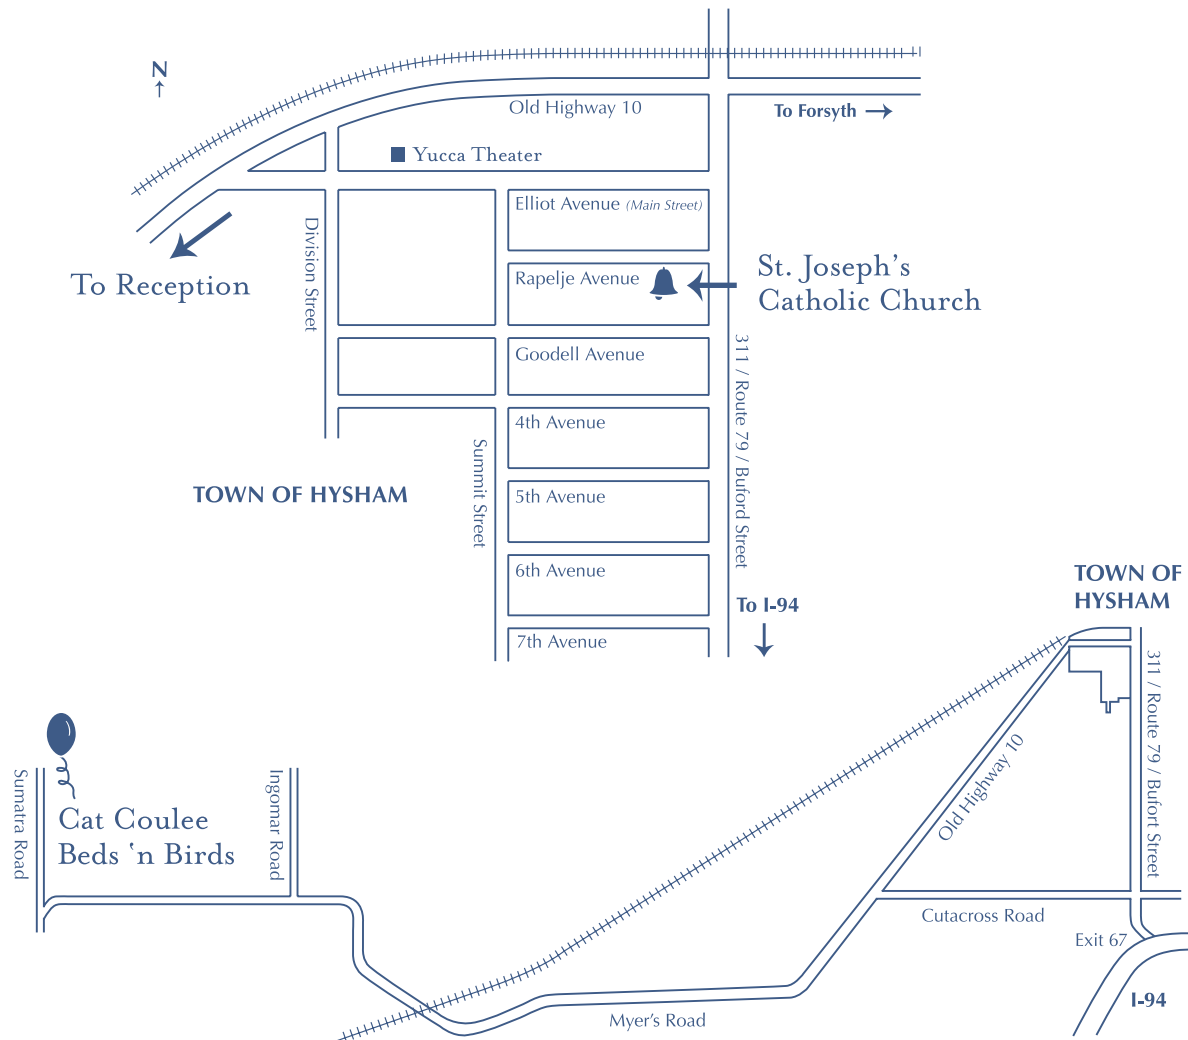 N
Old Highway 10
To Forsyth
Yucca Theater
Elliot Avenue (Main Street)
Division Street
To Reception
Rapelje Avenue
St. Joseph's
Catholic Church
Goodell Avenue
311 / Route 79 / Buford Street
4th Avenue
Summit Street
TOWN OF HYSHAM
5th Avenue
6th Avenue
To I-94
7th Avenue
TOWN OF
HYSHAM
311 / Route 79 / Bufort Street
Old Highway 10
Sumatra Road
Cat Coulee
Beds 'n Birds
Ingomar Road
Cutacross Road
Exit 67
I-94
Myer's Road